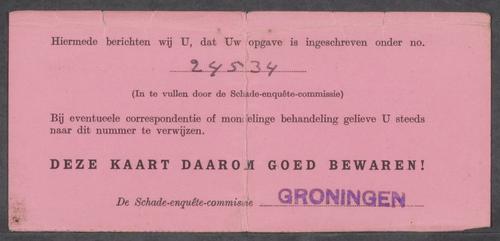 Hiermede berichten wij U, dat Uw opgave is ingeschreven onder no.
24534
(In te vullen door de Schade-enquête-commissie)
Bij eventueele correspondentie of mondelinge behandeling gelieve U steeds
naar dit nummer te verwijzen.
DEZE KAART DAAROM GOED BEWAREN!
De Schade-enquête-commissie GRONINGEN